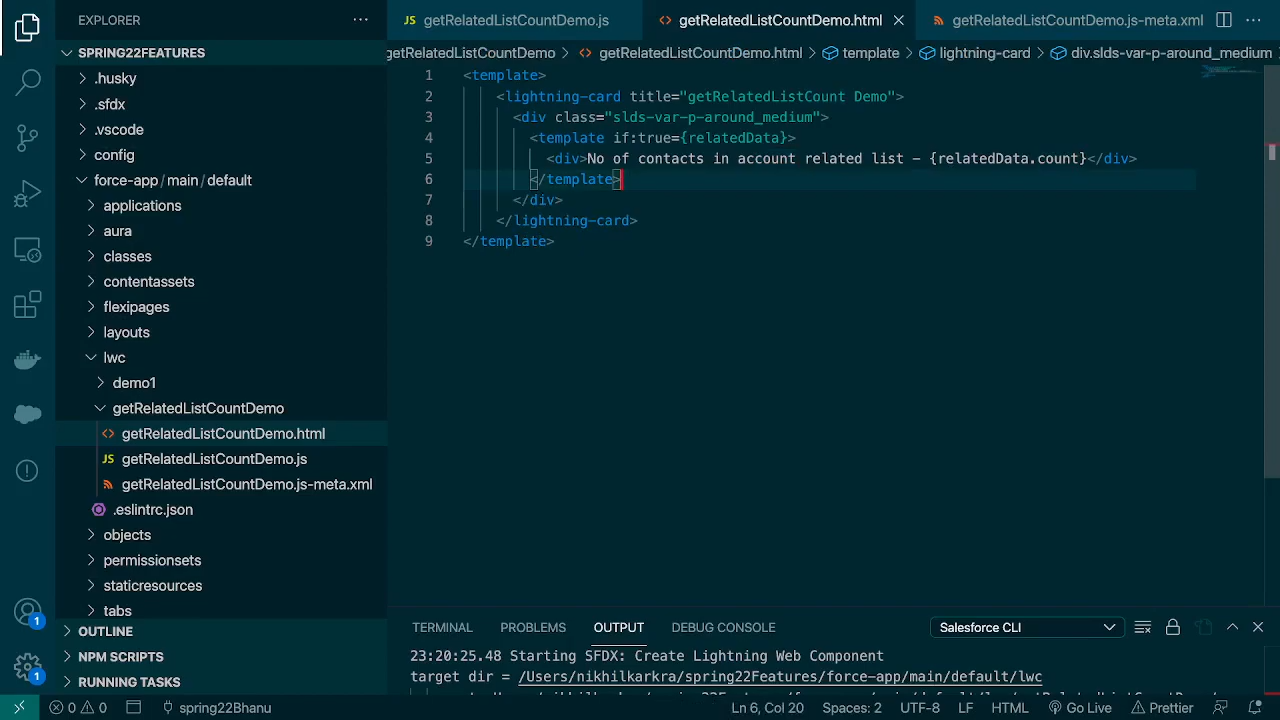 EXPLORER
SPRING22FEATURES
.husky
.sfdx
.vscode
config
force-app / main / default
applications
aura
classes
contentassets
flexipages
layouts
lwc
demo1
getRelatedListCountDemo
getRelatedListCountDemo.html
JS getRelatedListCountDemo.js
getRelatedListCountDemo.js-meta.xml
.eslintrc.json
objects
permissionsets
staticresources
tabs
OUTLINE
NPM SCRIPTS
RUNNING TASKS
1
1
JS getRelatedListCountDemo.js
getRelatedListCountDemo.html
getRelatedListCountDemo.js-meta.xml
getRelatedListCountDemo > getRelatedListCountDemo.html > template > lightning-card > div.slds-var-p-around_medium
1 <template>
2 <lightning-card title="getRelatedListCount Demo">
3 <div class="slds-var-p-around_medium">
4 <template if:true={relatedData}>
5 <div>No of contacts in account related list - {relatedData.count}</div>
6 </template>
7 </div>
8 </lightning-card>
9 </template>
TERMINAL PROBLEMS OUTPUT DEBUG CONSOLE Salesforce CLI
23:20:25.48 Starting SFDX: Create Lightning Web Component
target dir = /Users/nikhilkarkra/spring22Features/force-app/main/default/lwc
0 0 spring22Bhanu Ln 6, Col 20 Spaces: 2 UTF-8 LF HTML Go Live Prettier